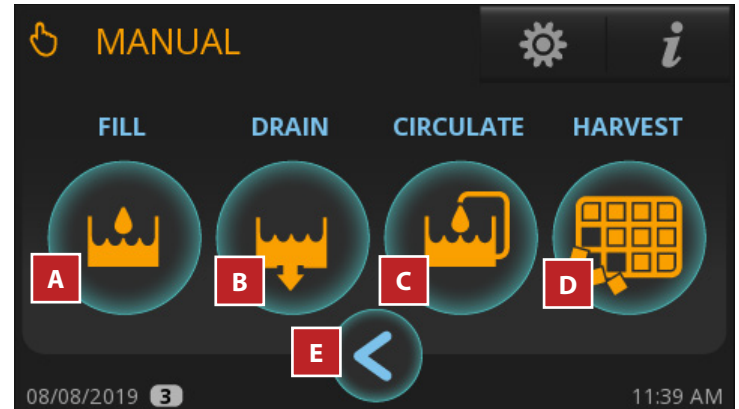 MANUAL i
FILL DRAIN CIRCULATE HARVEST
A B C D
E
08/08/2019 3 11:39 AM